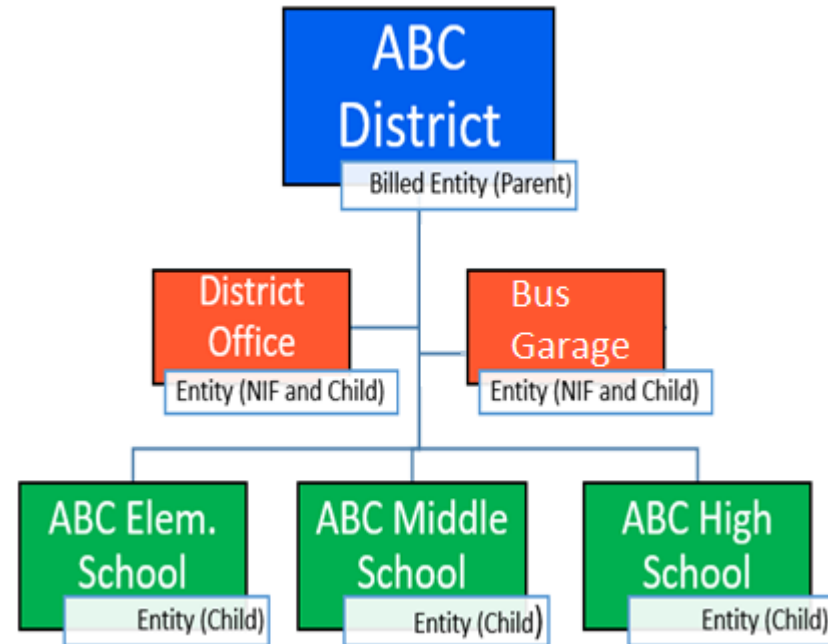 ABC
District
Billed Entity (Parent)
District
Office
Entity (NIF and Child)
Bus
Garage
Entity (NIF and Child)
ABC Elem.
School
Entity (Child)
ABC Middle
School
Entity (Child)
ABC High
School
Entity (Child)